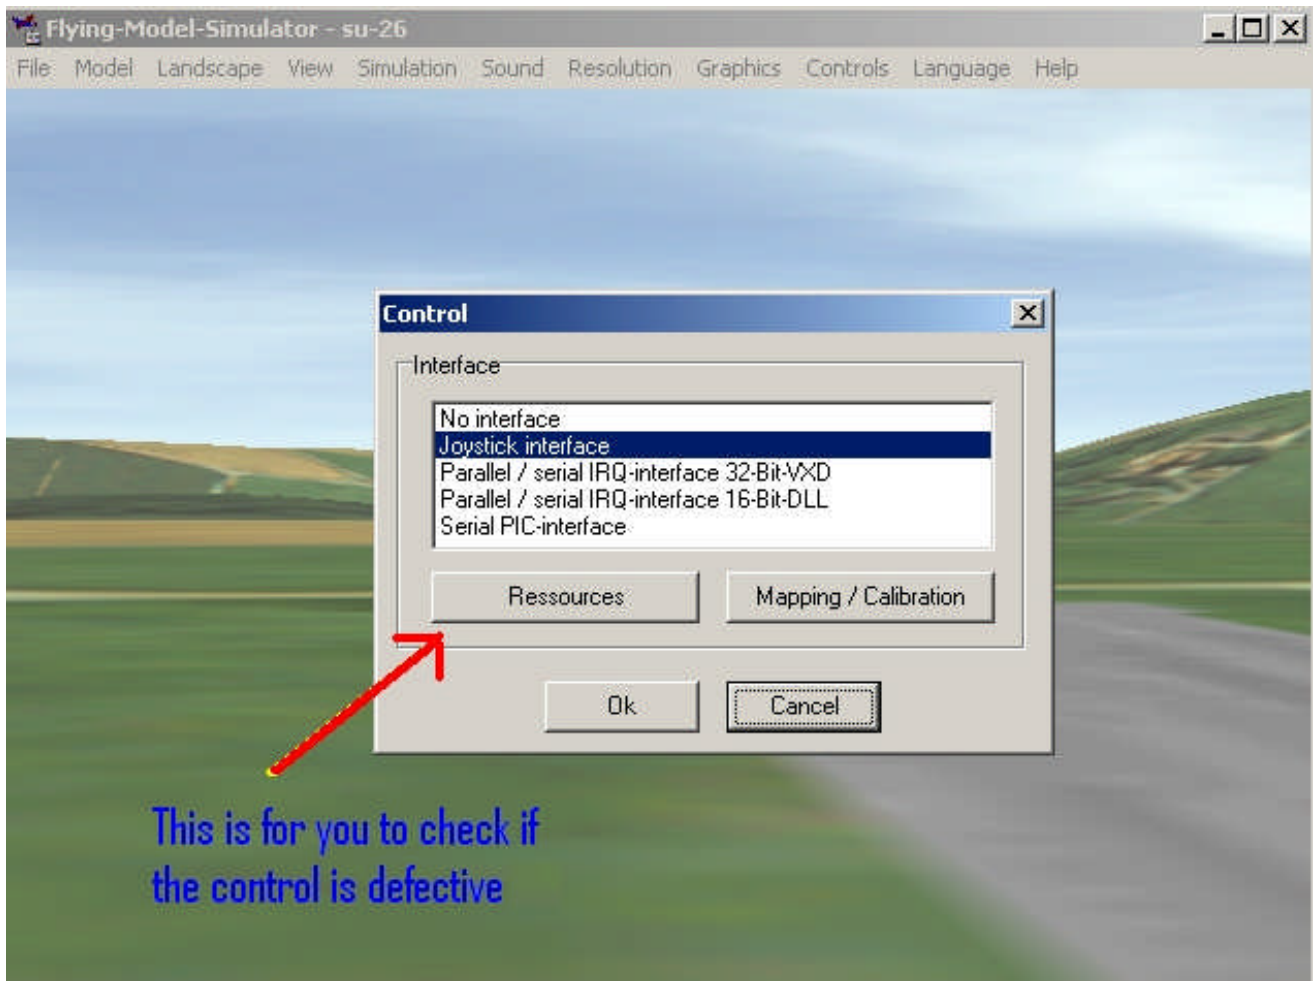 Flying-Model-Simulator - su-26
File Model Landscape View Simulation Sound Resolution Graphics Controls Language Help
Control
Interface
No interface
Joystick interface
Parallel / serial IRQ-interface 32-Bit-VXD
Parallel / serial IRQ-interface 16-Bit-DLL
Serial PIC-interface
Ressources Mapping / Calibration
Ok Cancel
This is for you to check if
the control is defective